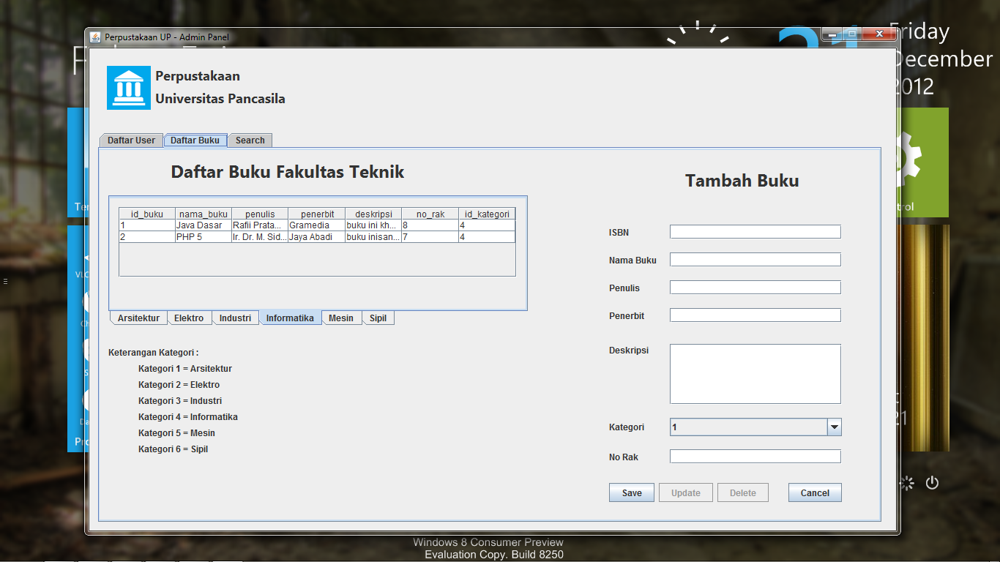 Perpustakaan UP - Admin Panel
Friday
December
2012
Perpustakaan
Universitas Pancasila
Daftar User Daftar Buku Search
Daftar Buku Fakultas Teknik
Tambah Buku
id_buku nama_buku penulis penerbit deskripsi no_rak id_kategori
1 Java Dasar Rafii Prata... Gramedia buku ini kh... 8 4
2 PHP 5 Ir. Dr. M. Sid... Jaya Abadi buku inisan... 7 4
Arsitektur Elektro Industri Informatika Mesin Sipil
Keterangan Kategori :
Kategori 1 = Arsitektur
Kategori 2 = Elektro
Kategori 3 = Industri
Kategori 4 = Informatika
Kategori 5 = Mesin
Kategori 6 = Sipil
ISBN
Nama Buku
Penulis
Penerbit
Deskripsi
Kategori 1
No Rak
Save Update Delete Cancel
Windows 8 Consumer Preview
Evaluation Copy. Build 8250